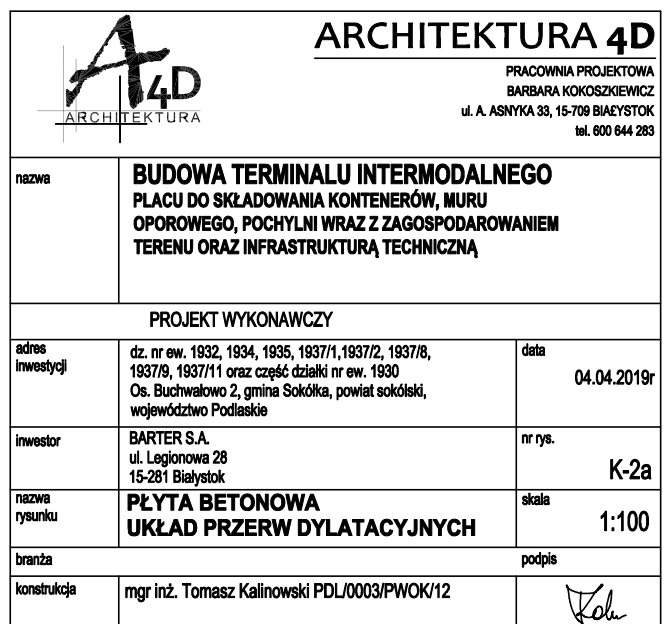 A4D
ARCHITEKTURA
ARCHITEKTURA 4D
PRACOWNIA PROJEKTOWA
BARBARA KOKOSZKIEWICZ
ul. A. ASNYKA 33, 15-709 BIAŁYSTOK
tel. 600 644 283
nazwa
BUDOWA TERMINALU INTERMODALNEGO
PLACU DO SKŁADOWANIA KONTENERÓW, MURU
OPOROWEGO, POCHYLNI WRAZ Z ZAGOSPODAROWANIEM
TERENU ORAZ INFRASTRUKTURĄ TECHNICZNĄ
PROJEKT WYKONAWCZY
adres
inwestycji
dz. nr ew. 1932, 1934, 1935, 1937/1,1937/2, 1937/8,
1937/9, 1937/11 oraz część działki nr ew. 1930
Os. Buchwałowo 2, gmina Sokółka, powiat sokólski,
województwo Podlaskie
data
04.04.2019r
inwestor
BARTER S.A.
ul. Legionowa 28
15-281 Białystok
nr rys.
K-2a
nazwa
rysunku
PŁYTA BETONOWA
UKŁAD PRZERW DYLATACYJNYCH
skala
1:100
branża
podpis
konstrukcja
mgr inż. Tomasz Kalinowski PDL/0003/PWOK/12